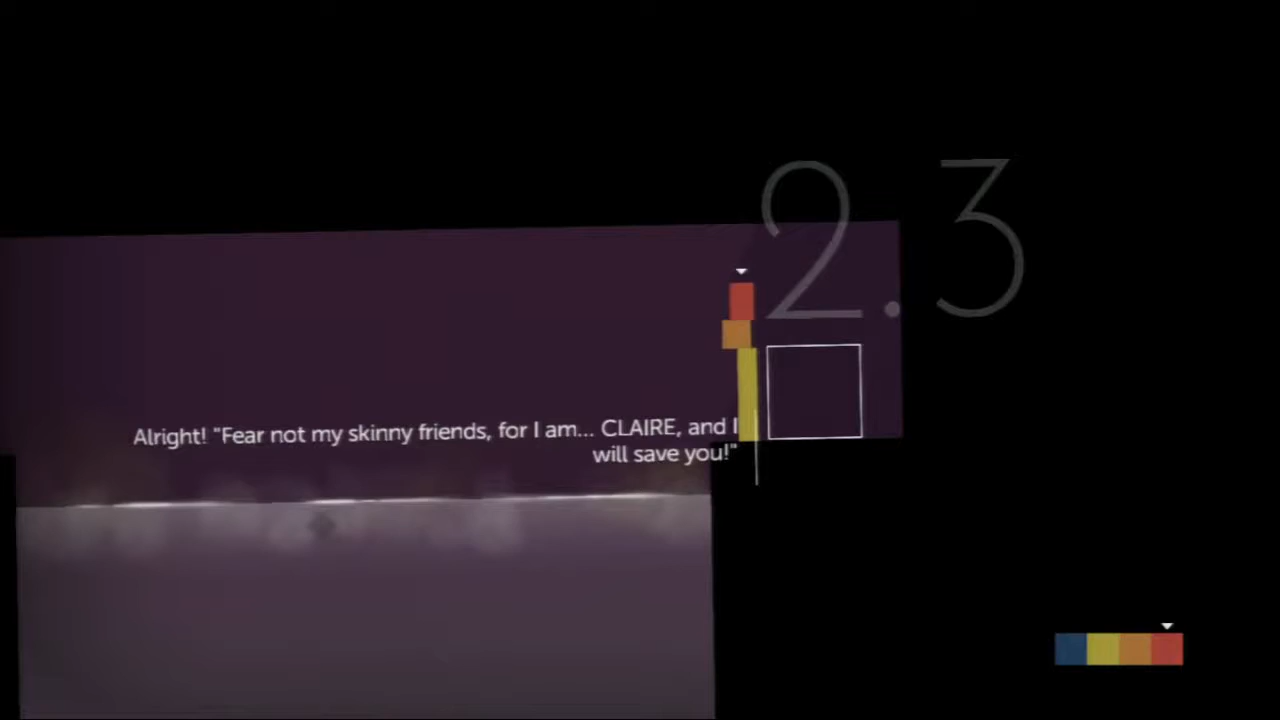 2.3
Alright! "Fear not my skinny friends, for I am... CLAIRE, and I
will save you!"